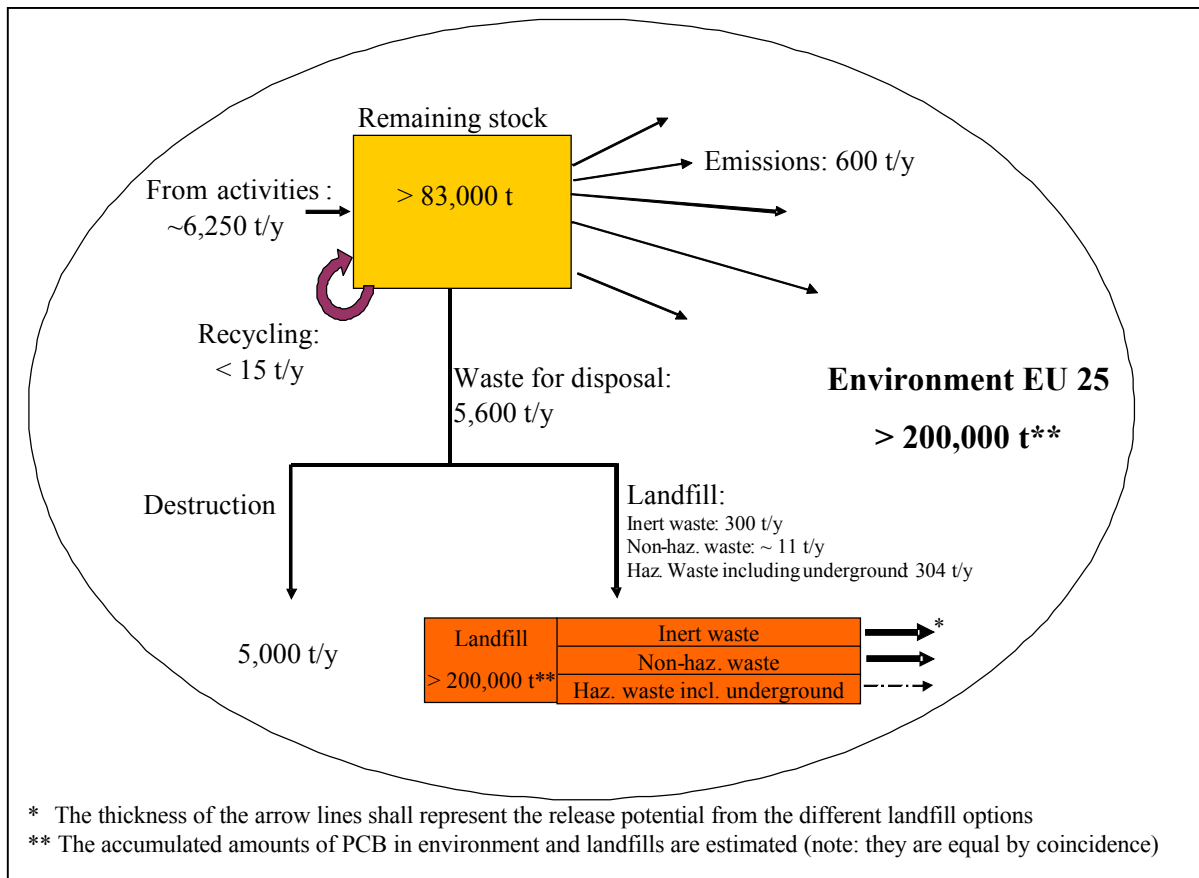 Remaining stock
> 83,000 t
From activities :
~6,250 t/y
Emissions: 600 t/y
Recycling:
< 15 t/y
Waste for disposal:
5,600 t/y
Environment EU 25
> 200,000 t**
Destruction
5,000 t/y
Landfill:
Inert waste: 300 t/y
Non-haz. waste: ~ 11 t/y
Haz. Waste including underground: 304 t/y
Landfill
> 200,000 t**
Inert waste
Non-haz. waste
Haz. waste incl. underground
*
* The thickness of the arrow lines shall represent the release potential from the different landfill options
** The accumulated amounts of PCB in environment and landfills are estimated (note: they are equal by coincidence)